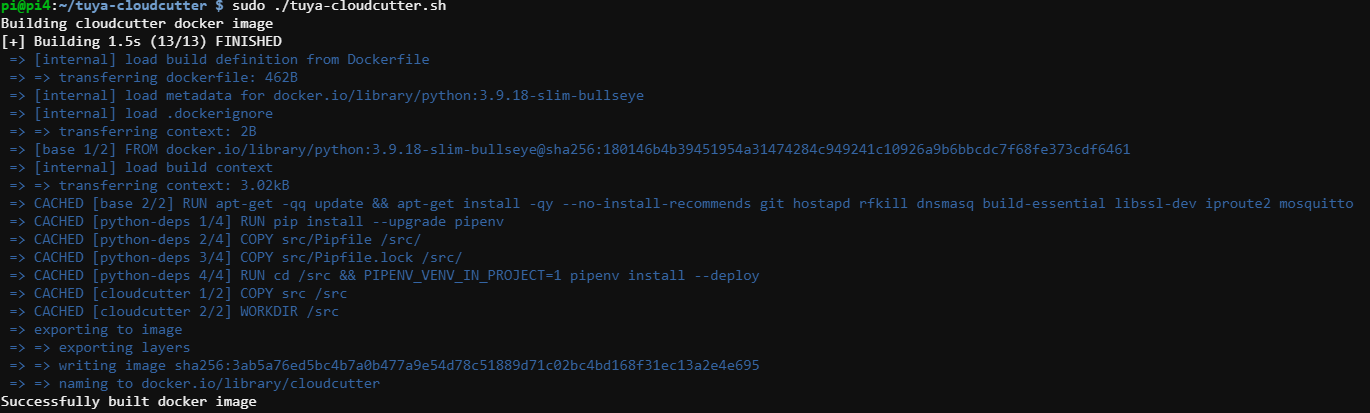 pi@pi4:~/tuya-cloudcutter $ sudo ./tuya-cloudcutter.sh
Building cloudcutter docker image
[+] Building 1.5s (13/13) FINISHED
=> [internal] load build definition from Dockerfile
=> => transferring dockerfile: 462B
=> [internal] load metadata for docker.io/library/python:3.9.18-slim-bullseye
=> [internal] load .dockerignore
=> => transferring context: 2B
=> [base 1/2] FROM docker.io/library/python:3.9.18-slim-bullseye@sha256:180146b4b39451954a31474284c949241c10926a9b6bbcdc7f68fe373cdf6461
=> [internal] load build context
=> => transferring context: 3.02kB
=> CACHED [base 2/2] RUN apt-get -qq update && apt-get install -qy --no-install-recommends git hostapd rfkill dnsmasq build-essential libssl-dev iproute2 mosquitto
=> CACHED [python-deps 1/4] RUN pip install --upgrade pipenv
=> CACHED [python-deps 2/4] COPY src/Pipfile /src/
=> CACHED [python-deps 3/4] COPY src/Pipfile.lock /src/
=> CACHED [python-deps 4/4] RUN cd /src && PIPENV_VENV_IN_PROJECT=1 pipenv install --deploy
=> CACHED [cloudcutter 1/2] COPY src /src
=> CACHED [cloudcutter 2/2] WORKDIR /src
=> exporting to image
=> => exporting layers
=> => writing image sha256:3ab5a76ed5bc4b7a0b477a9e54d78c51889d71c02bc4bd168f31ec13a2e4e695
=> => naming to docker.io/library/cloudcutter
Successfully built docker image